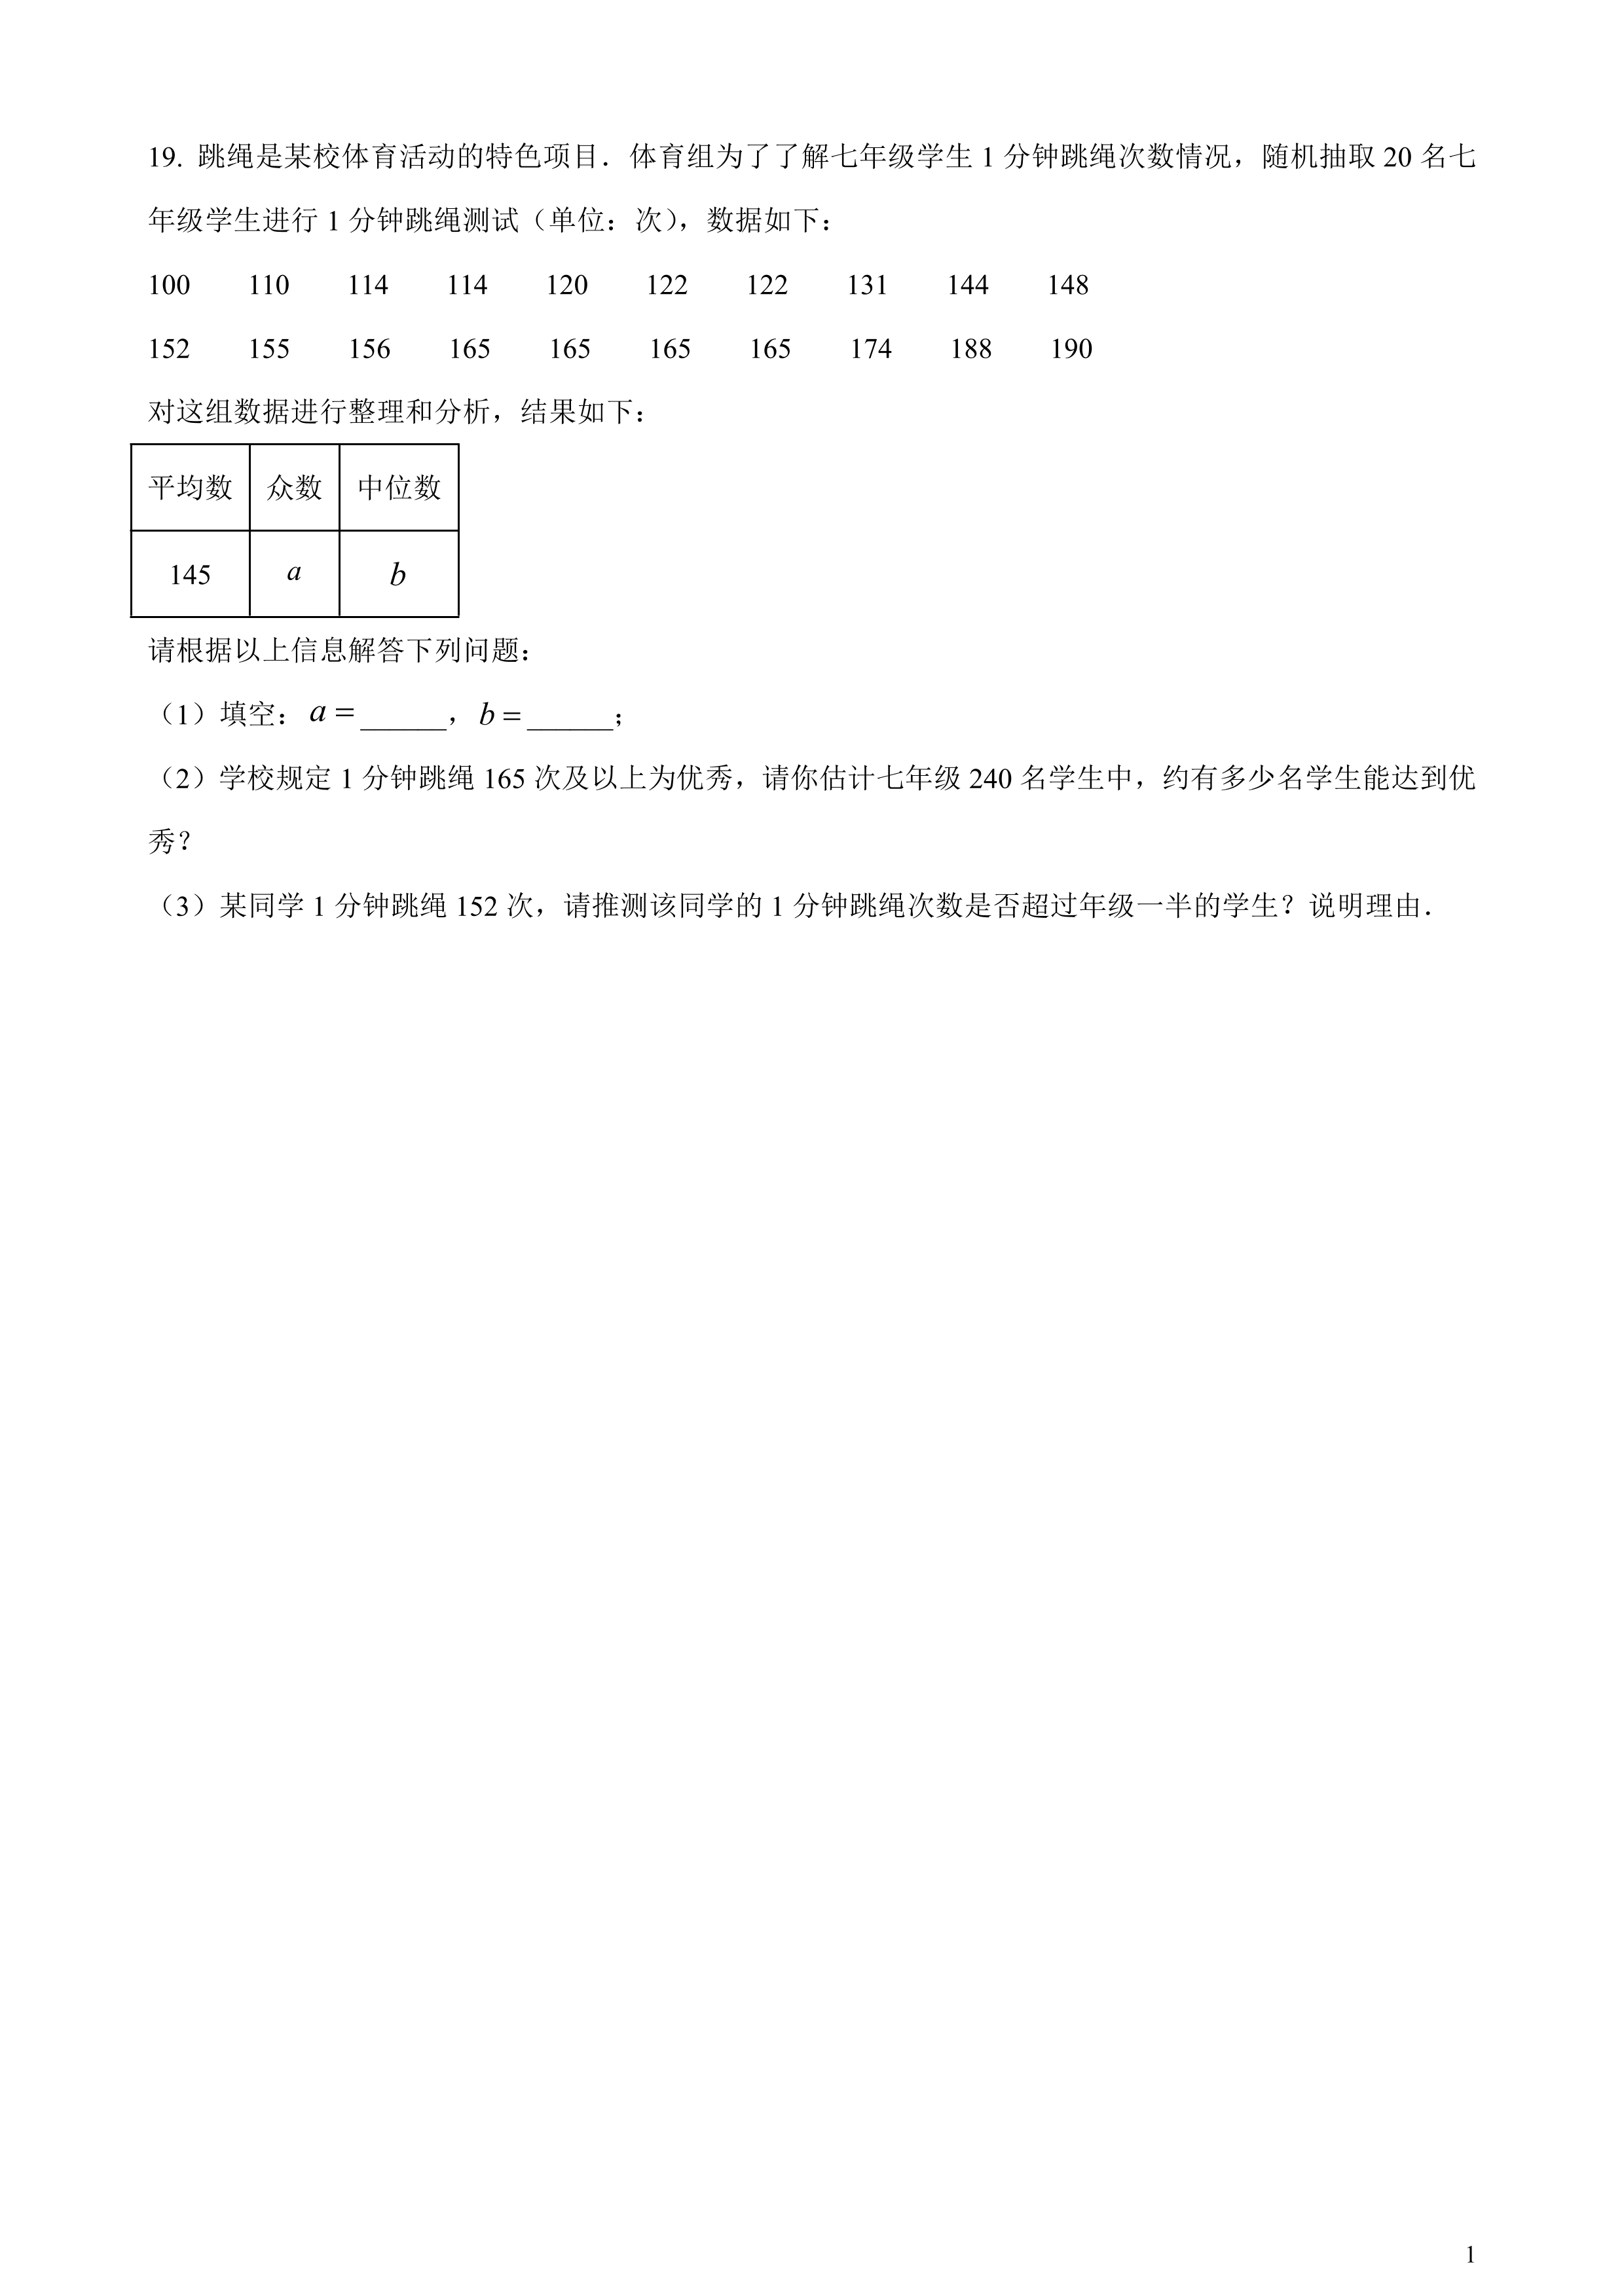 19. 跳绳是某校体育活动的特色项目．体育组为了了解七年级学生 1 分钟跳绳次数情况，随机抽取 20 名七
年级学生进行 1 分钟跳绳测试（单位：次），数据如下：
100 110 114 114 120 122 122 131 144 148
152 155 156 165 165 165 165 174 188 190
对这组数据进行整理和分析，结果如下：
平均数 众数 中位数
145 a b
请根据以上信息解答下列问题：
（1）填空：a = ______，b = ______；
（2）学校规定 1 分钟跳绳 165 次及以上为优秀，请你估计七年级 240 名学生中，约有多少名学生能达到优
秀？
（3）某同学 1 分钟跳绳 152 次，请推测该同学的 1 分钟跳绳次数是否超过年级一半的学生？说明理由．
1